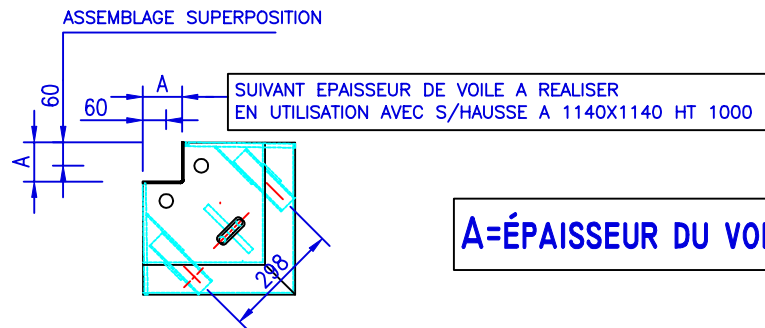 ASSEMBLAGE SUPERPOSITION
A
60
60
A
SUIVANT EPAISSEUR DE VOILE A REALISER
EN UTILISATION AVEC S/HAUSSE A 1140X1140 HT 1000
A=ÉPAISSEUR DU
298